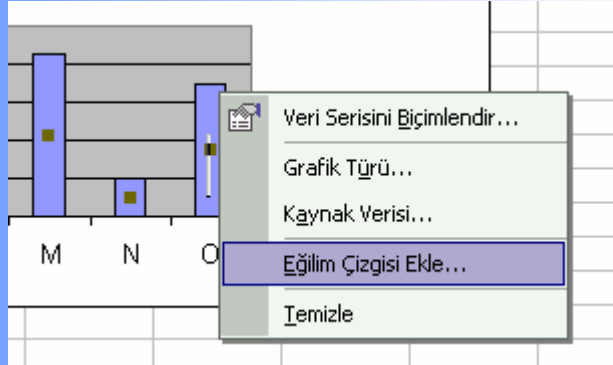 Veri Serisini Biçimlendir...
Grafik Türü...
Kaynak Verisi...
M N O
Eğilim Çizgisi Ekle...
Temizle